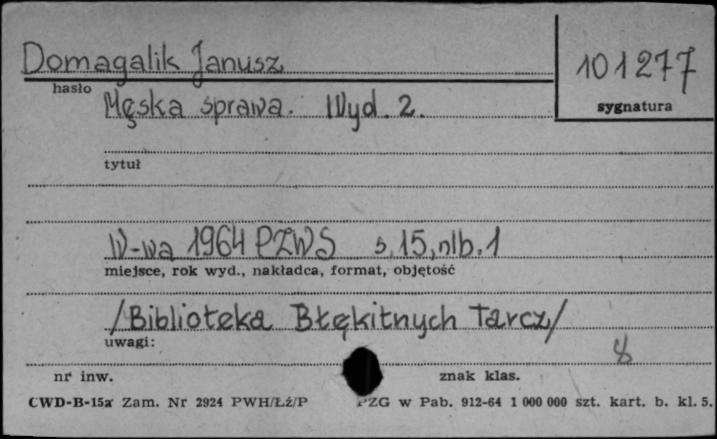 Domagalik Janusz
101277
hasło
sygnatura
Męska sprawa. Wyd. 2.
tytuł
W-wa 1964 PZWS s. 15, nlb. 1
miejsce, rok wyd., nakładca, format, objętość
/Biblioteka Błękitnych Tarcz/
uwagi:
8
nr inw.
znak klas.
CWD-B-15a Zam. Nr 2924 PWH/Łż/P PZG w Pab. 912-64 1 000 000 szt. kart. b. kl. 5.